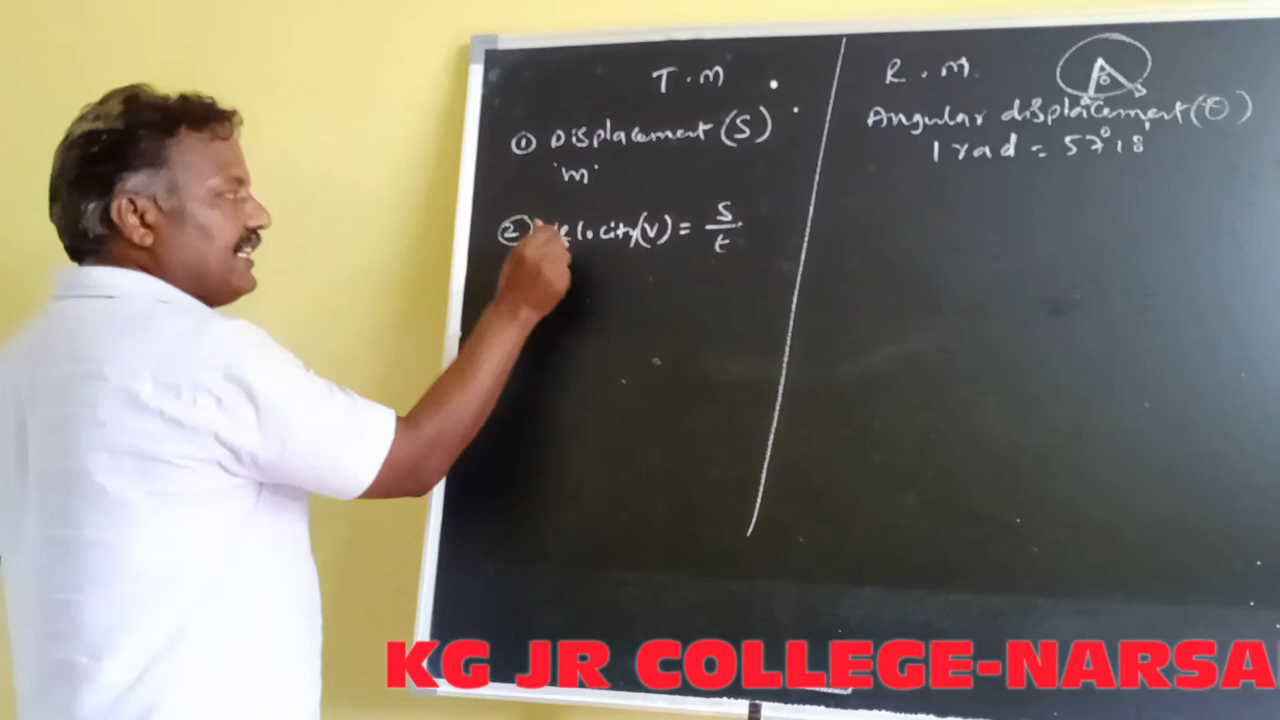 T.M
① Displacement (S)
'm'
② Velocity(V) = S/t
R.M
θ S
Angular displacement (θ)
1 rad = 57°18'
KG JR COLLEGE-NARSA